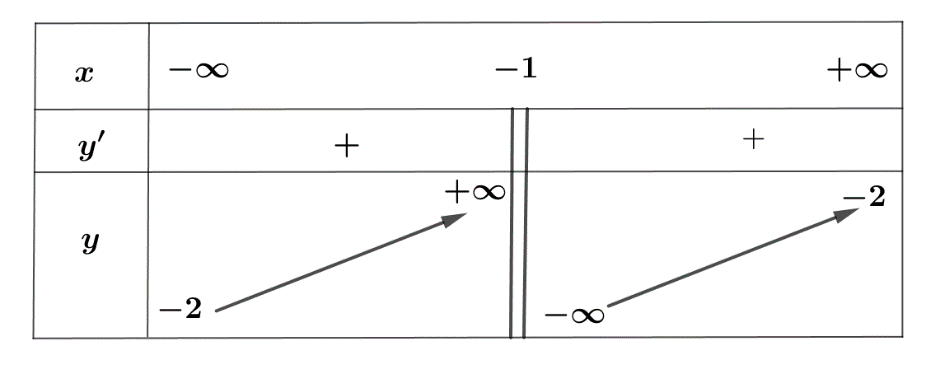 x −∞ −1 +∞
y′ + +
+∞ −2
y
−2 −∞